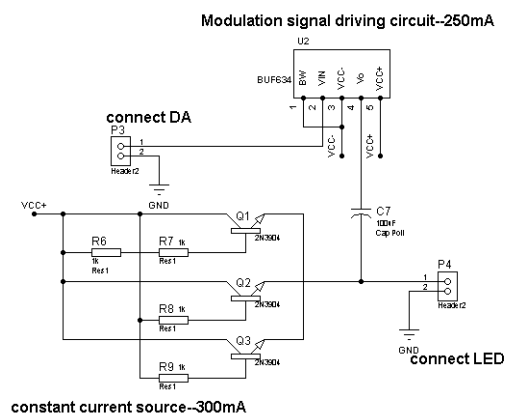 Modulation signal driving circuit--250mA
U2
BUF634
BW
VIN
VCC-
Vo
VCC+
1
2
3
4
5
VCC-
VCC+
connect DA
P3
1
2
Header2
GND
VCC+
C7
100uF
Cap Poll
Q1
2N3904
R6
1k
Res1
R7 1k
Res1
Q2
2N3904
R8 1k
Res1
P4
1
2
Header2
GND
connect LED
Q3
2N3904
R9 1k
Res1
constant current source--300mA